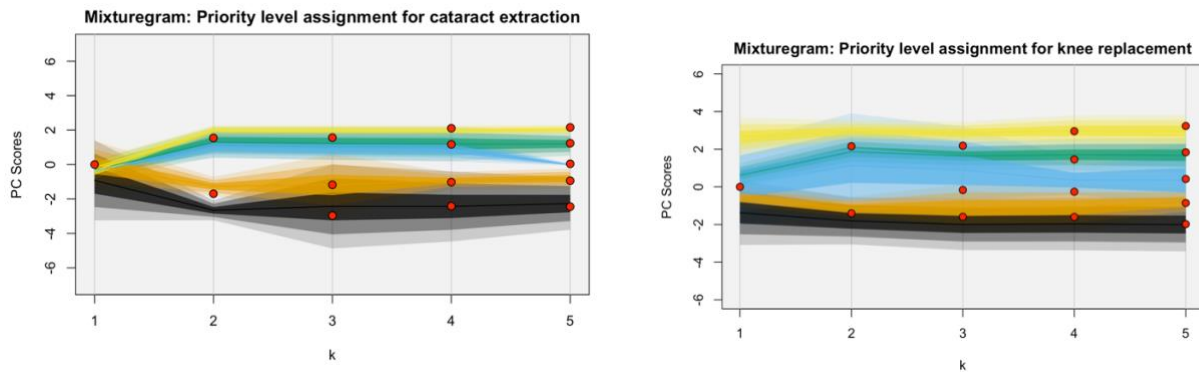 Mixturegram: Priority level assignment for cataract extraction
6
4
2
0
-2
-4
-6
PC Scores
1 2 3 4 5
k
Mixturegram: Priority level assignment for knee replacement
6
4
2
0
-2
-4
-6
PC Scores
1 2 3 4 5
k